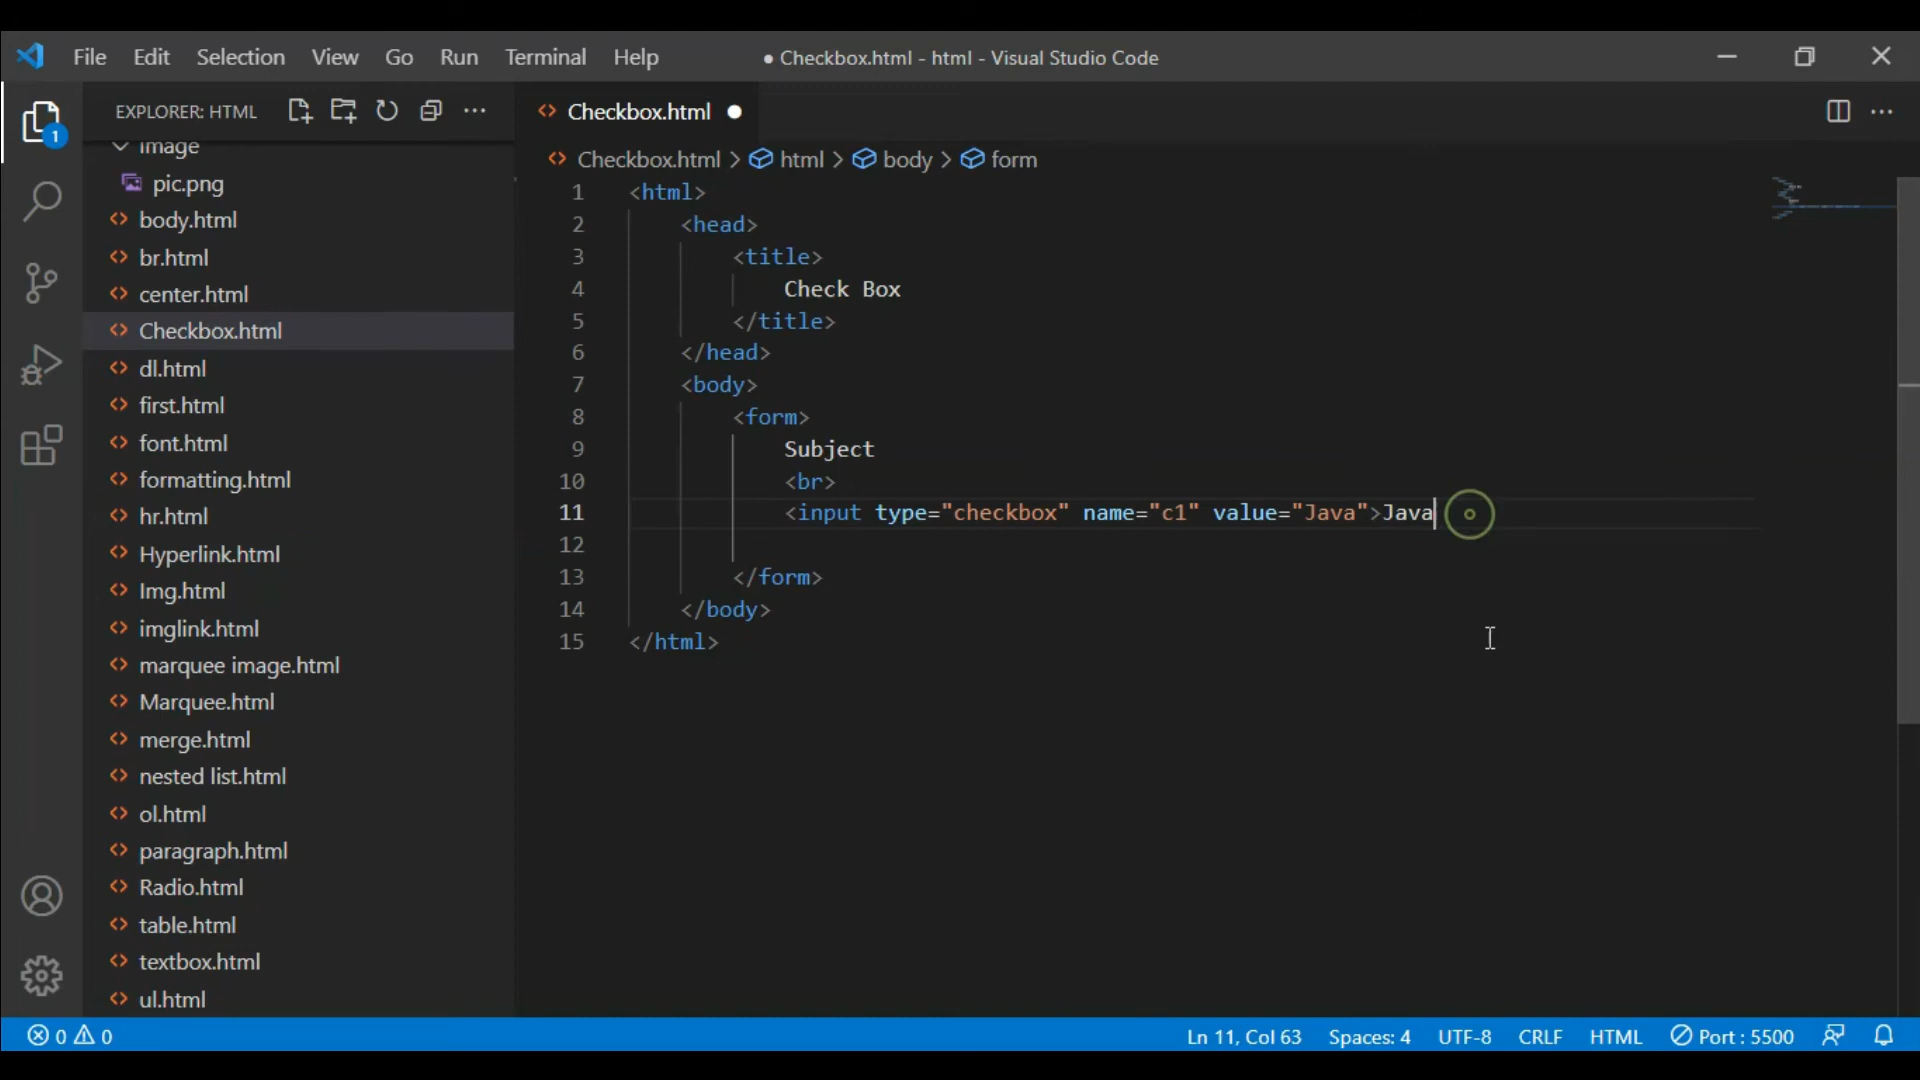 File Edit Selection View Go Run Terminal Help ● Checkbox.html - html - Visual Studio Code
1
EXPLORER: HTML
image
pic.png
body.html
br.html
center.html
Checkbox.html
dl.html
first.html
font.html
formatting.html
hr.html
Hyperlink.html
Img.html
imglink.html
marquee image.html
Marquee.html
merge.html
nested list.html
ol.html
paragraph.html
Radio.html
table.html
textbox.html
ul.html
Checkbox.html
Checkbox.html > html > body > form
1 <html>
2 <head>
3 <title>
4 Check Box
5 </title>
6 </head>
7 <body>
8 <form>
9 Subject
10 <br>
11 <input type="checkbox" name="c1" value="Java">Java
12
13 </form>
14 </body>
15 </html>
0 0 Ln 11, Col 63 Spaces: 4 UTF-8 CRLF HTML Port : 5500